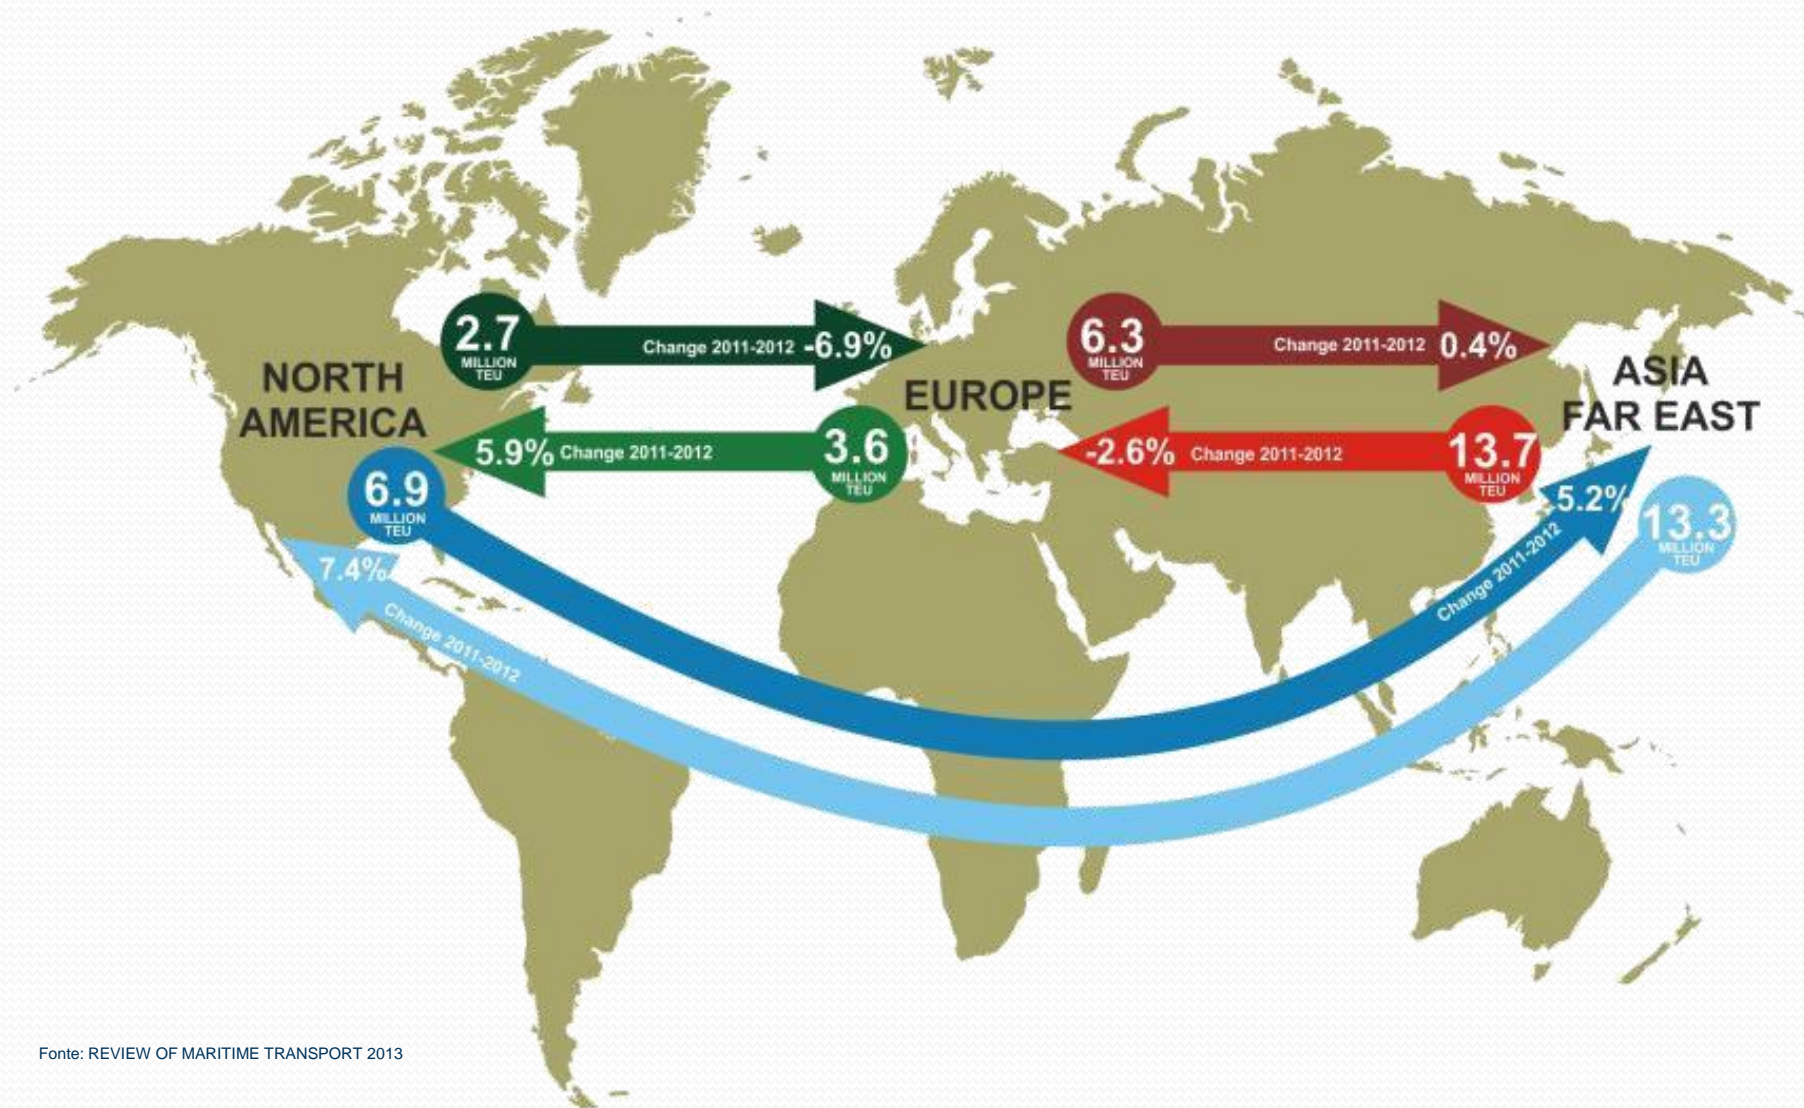 2.7
MILLION
TEU
Change 2011-2012 -6.9%
6.3
MILLION
TEU
Change 2011-2012 0.4%
NORTH
AMERICA
EUROPE
ASIA
FAR EAST
5.9% Change 2011-2012
3.6
MILLION
TEU
-2.6% Change 2011-2012
13.7
MILLION
TEU
6.9
MILLION
TEU
5.2%
Change 2011-2012
13.3
MILLION
TEU
7.4%
Change 2011-2012
Fonte: REVIEW OF MARITIME TRANSPORT 2013